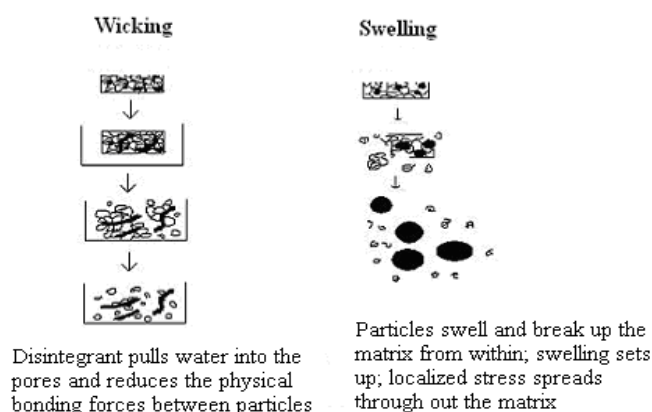 Wicking
Swelling
Disintegrant pulls water into the
pores and reduces the physical
bonding forces between particles
Particles swell and break up the
matrix from within; swelling sets
up; localized stress spreads
through out the matrix